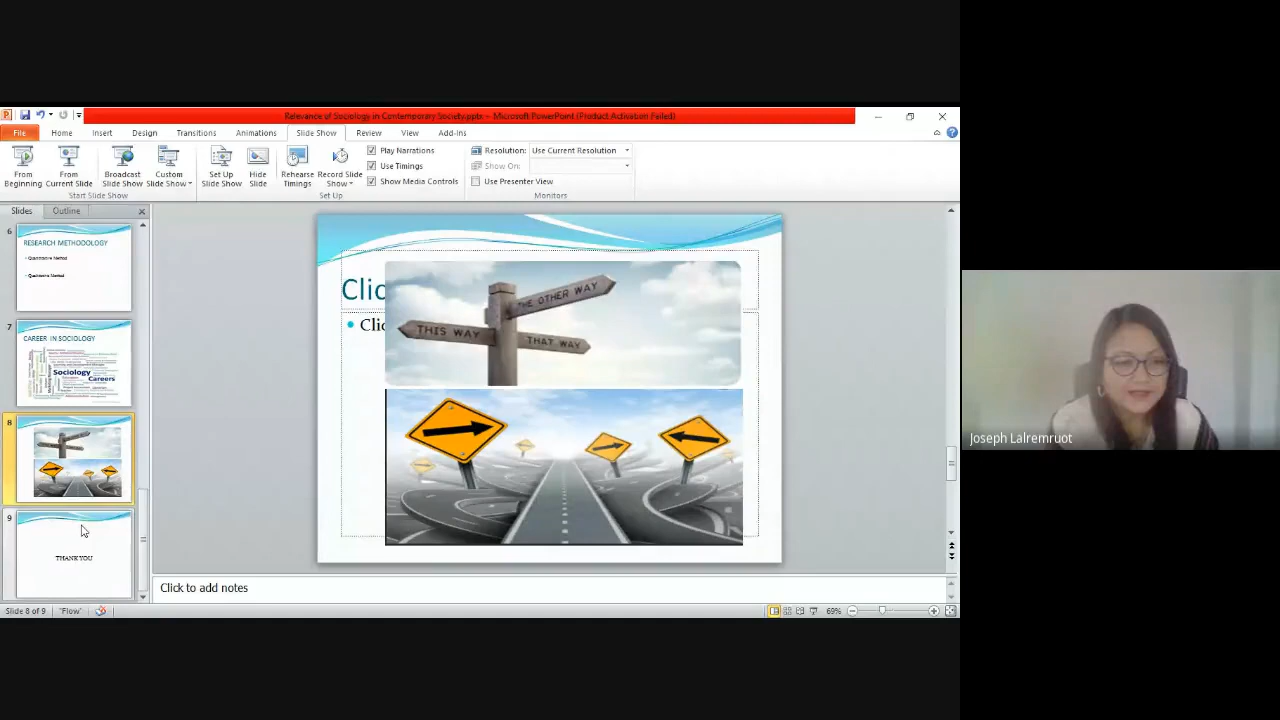 Relevance of Sociology in Contemporary Society.pptx - Microsoft PowerPoint (Product Activation Failed)
File Home Insert Design Transitions Animations Slide Show Review View Add-Ins
From Beginning
From Current Slide
Broadcast Slide Show
Custom Slide Show
Start Slide Show
Set Up Slide Show
Hide Slide
Rehearse Timings
Record Slide Show
Play Narrations
Use Timings
Show Media Controls
Set Up
Resolution: Use Current Resolution
Show On:
Use Presenter View
Monitors
Slides Outline
6
RESEARCH METHODOLOGY
• Quantitative Method
• Qualitative Method
7
CAREER IN SOCIOLOGY
Sociology
Careers
8
9
THANK YOU
Clic
• Clic
THE OTHER WAY
THIS WAY
THAT WAY
Click to add notes
Slide 8 of 9 "Flow" 69%
Joseph Lalremruot